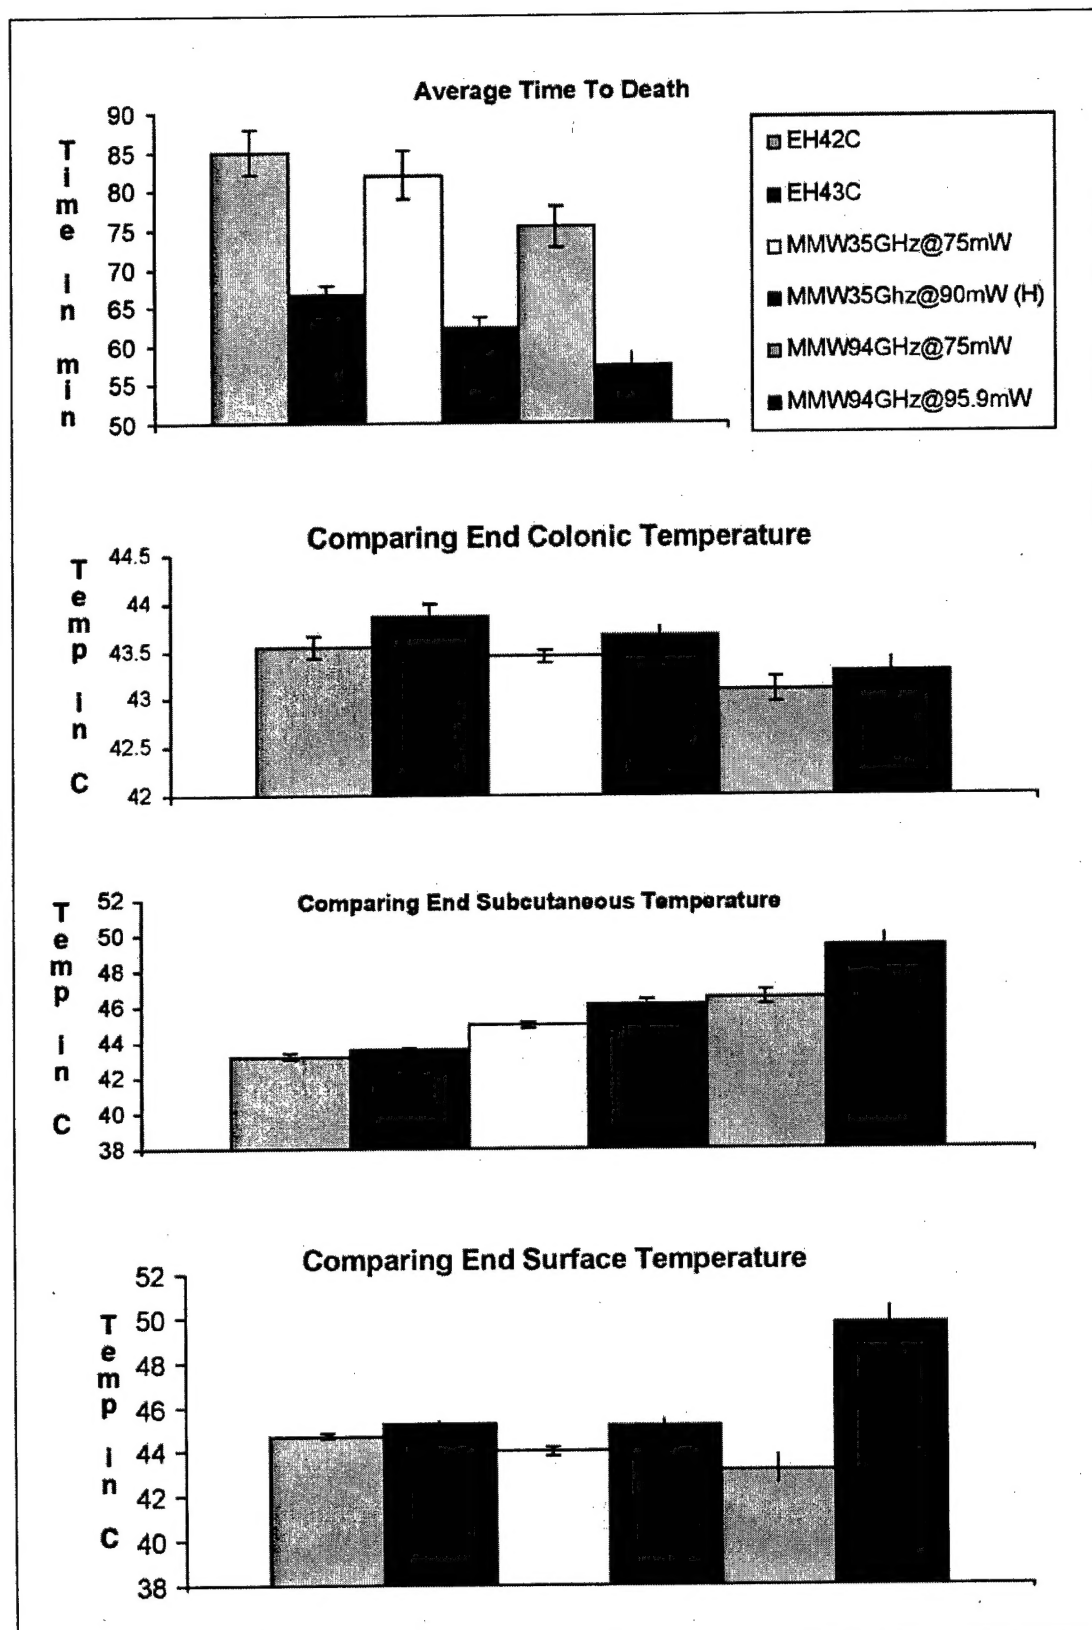 Average Time To Death
Time in min
90
85
80
75
70
65
60
55
50
EH42C
EH43C
MMW35GHz@75mW
MMW35Ghz@90mW (H)
MMW94GHz@75mW
MMW94GHz@95.9mW
Comparing End Colonic Temperature
Temp in C
44.5
44
43.5
43
42.5
42
Comparing End Subcutaneous Temperature
Temp in C
52
50
48
46
44
42
40
38
Comparing End Surface Temperature
Temp in C
52
50
48
46
44
42
40
38